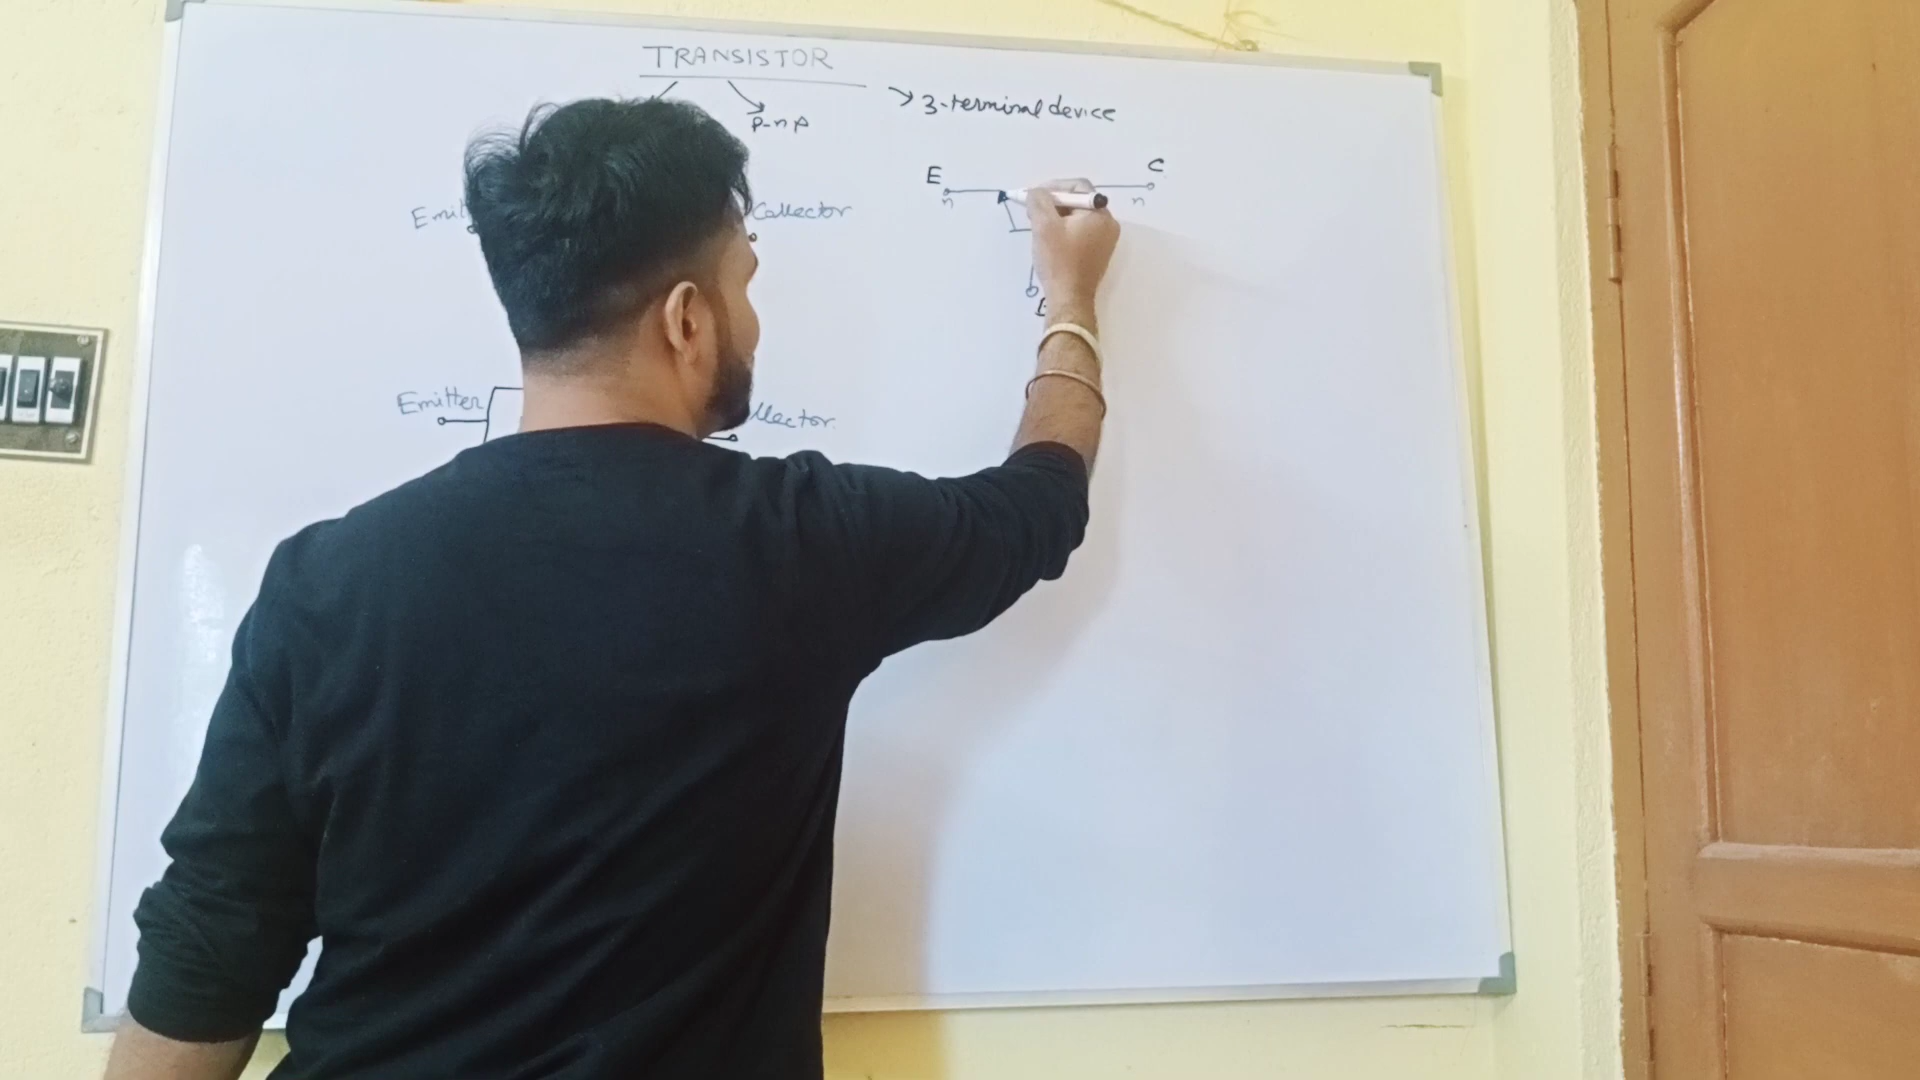 TRANSISTOR
3-terminal device
p-n p
E
C
n
n
Collector
Emitter